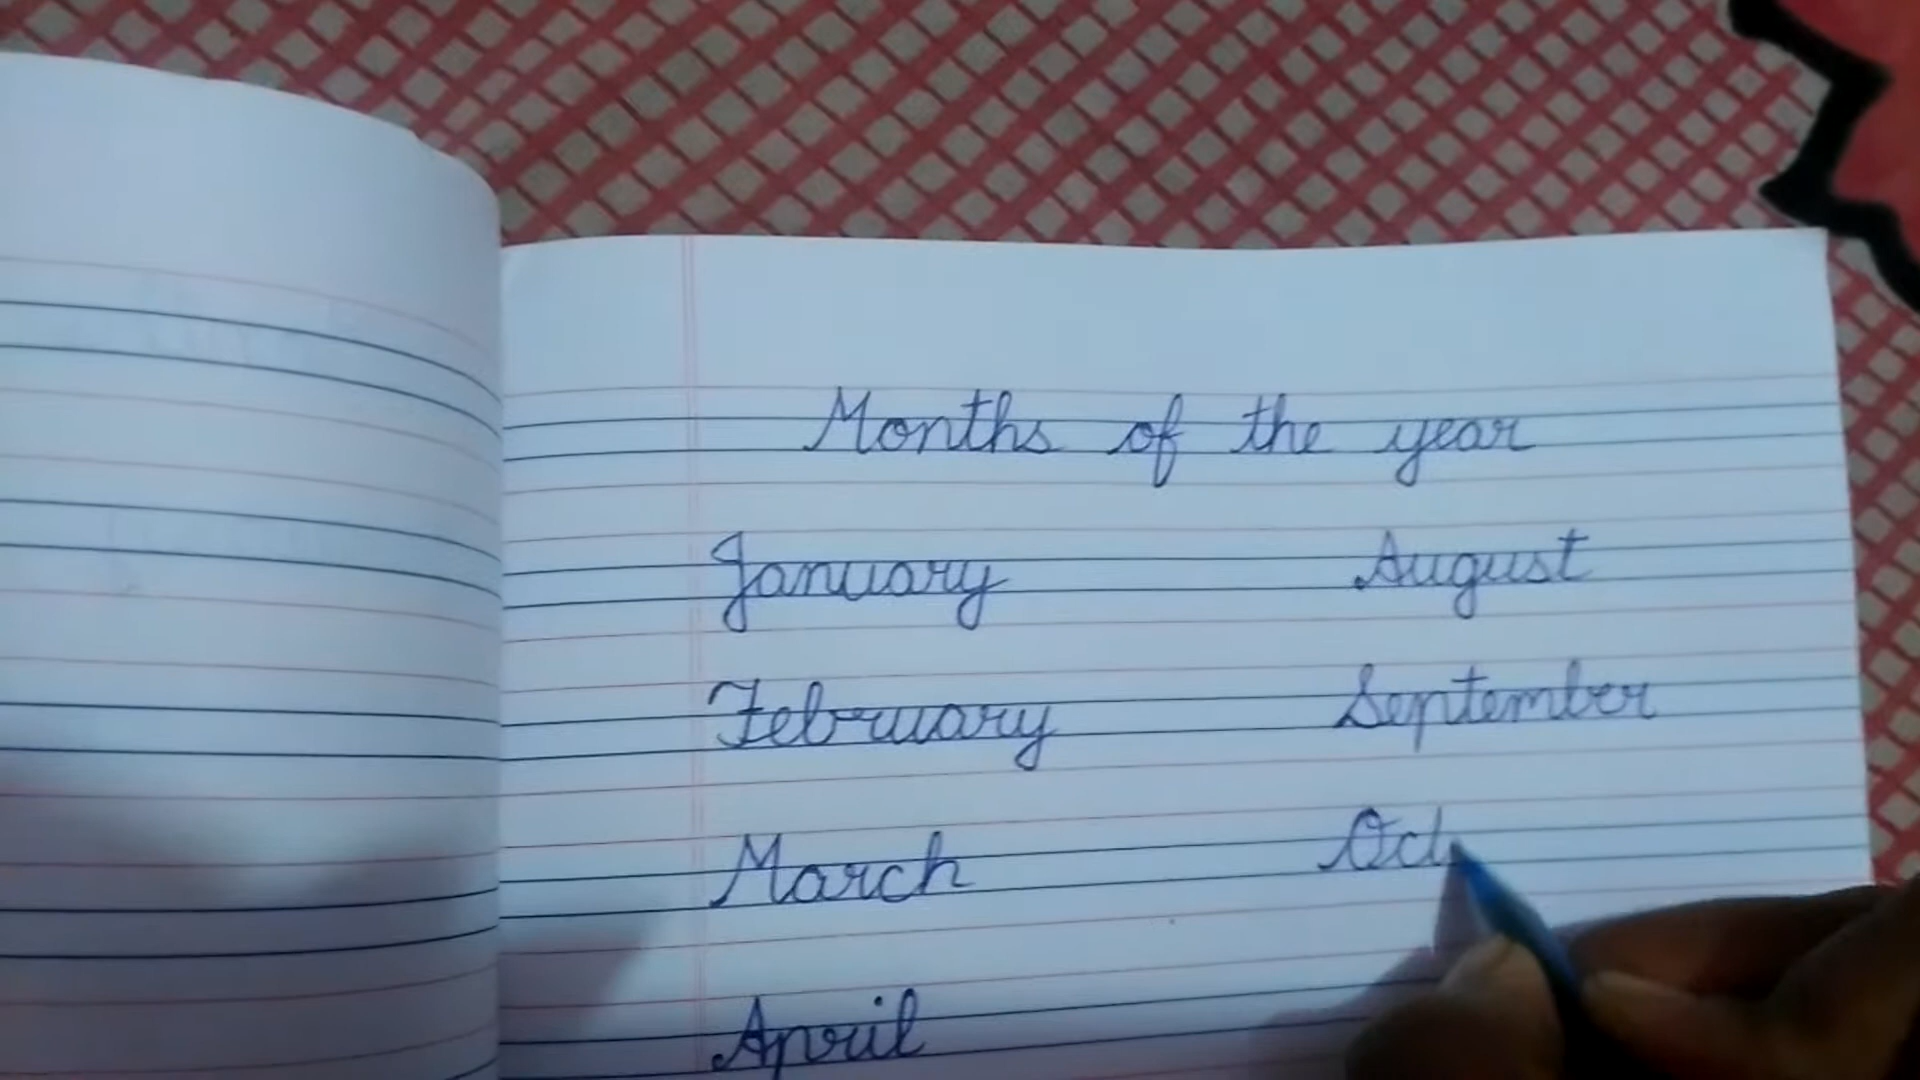 Months of the year
January August
February September
March Oct
April